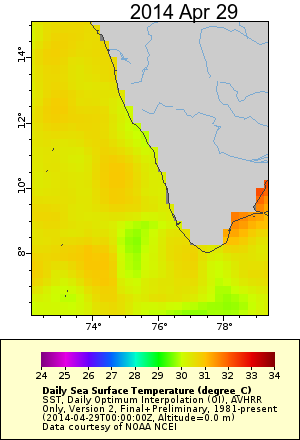 2014 Apr 29
14°
12°
10°
8°
74°
76°
78°
24 25 26 27 28 29 30 31 32 33 34
Daily Sea Surface Temperature (degree_C)
SST, Daily Optimum Interpolation (OI), AVHRR
Only, Version 2, Final+Preliminary, 1981-present
(2014-04-29T00:00:00Z, Altitude=0.0 m)
Data courtesy of NOAA NCEI